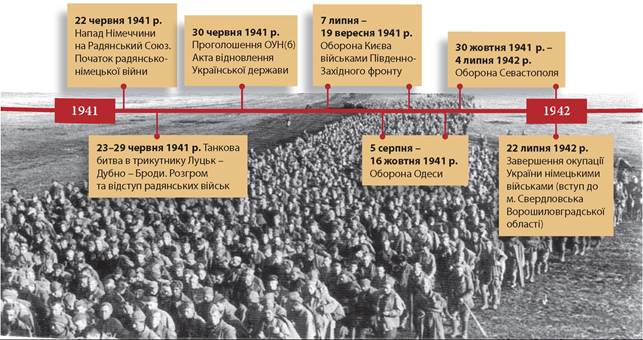 22 червня 1941 р.
Напад Німеччини
на Радянський Союз.
Початок радянсько-
німецької війни
30 червня 1941 р.
Проголошення ОУН(б)
Акта відновлення
Української держави
7 липня –
19 вересня 1941 р.
Оборона Києва
військами Південно-
Західного фронту
30 жовтня 1941 р. –
4 липня 1942 р.
Оборона Севастополя
1941
1942
23–29 червня 1941 р. Танкова
битва в трикутнику Луцьк –
Дубно – Броди. Розгром
та відступ радянських військ
5 серпня –
16 жовтня 1941 р.
Оборона Одеси
22 липня 1942 р.
Завершення окупації
України німецькими
військами (вступ до
м. Свердловська
Ворошиловградської
області)